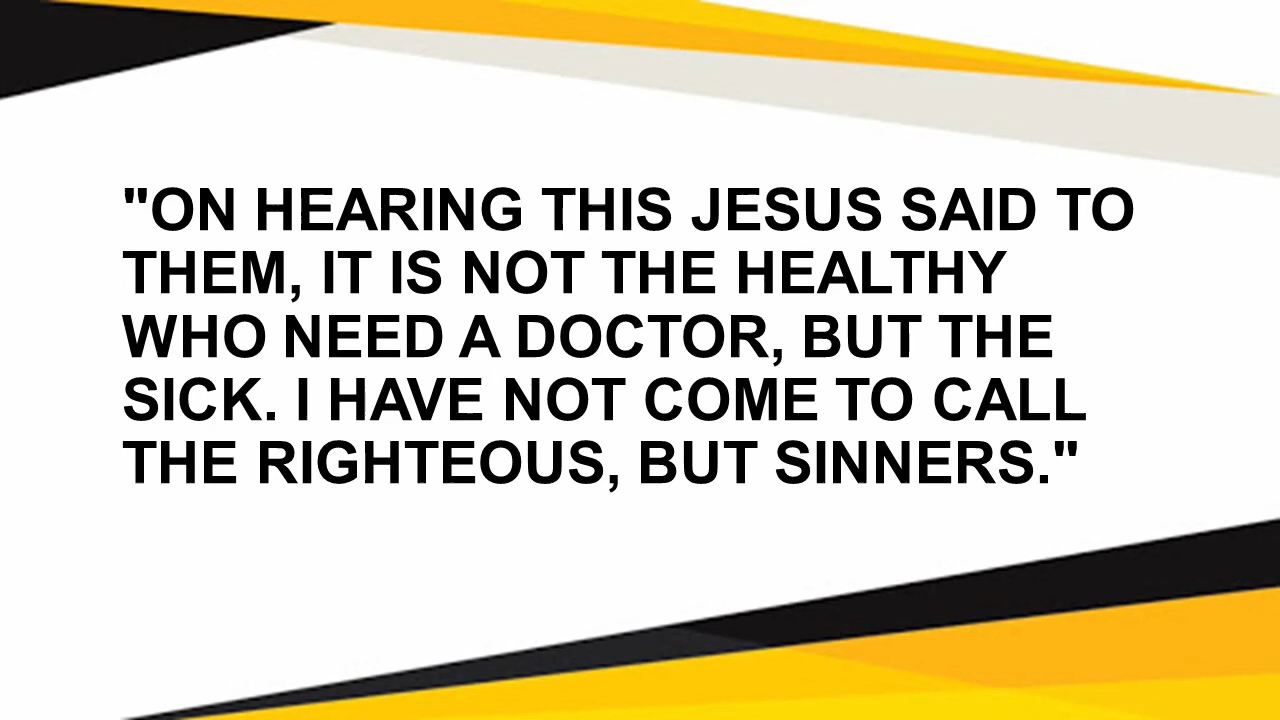 "ON HEARING THIS JESUS SAID TO
THEM, IT IS NOT THE HEALTHY
WHO NEED A DOCTOR, BUT THE
SICK. I HAVE NOT COME TO CALL
THE RIGHTEOUS, BUT SINNERS."